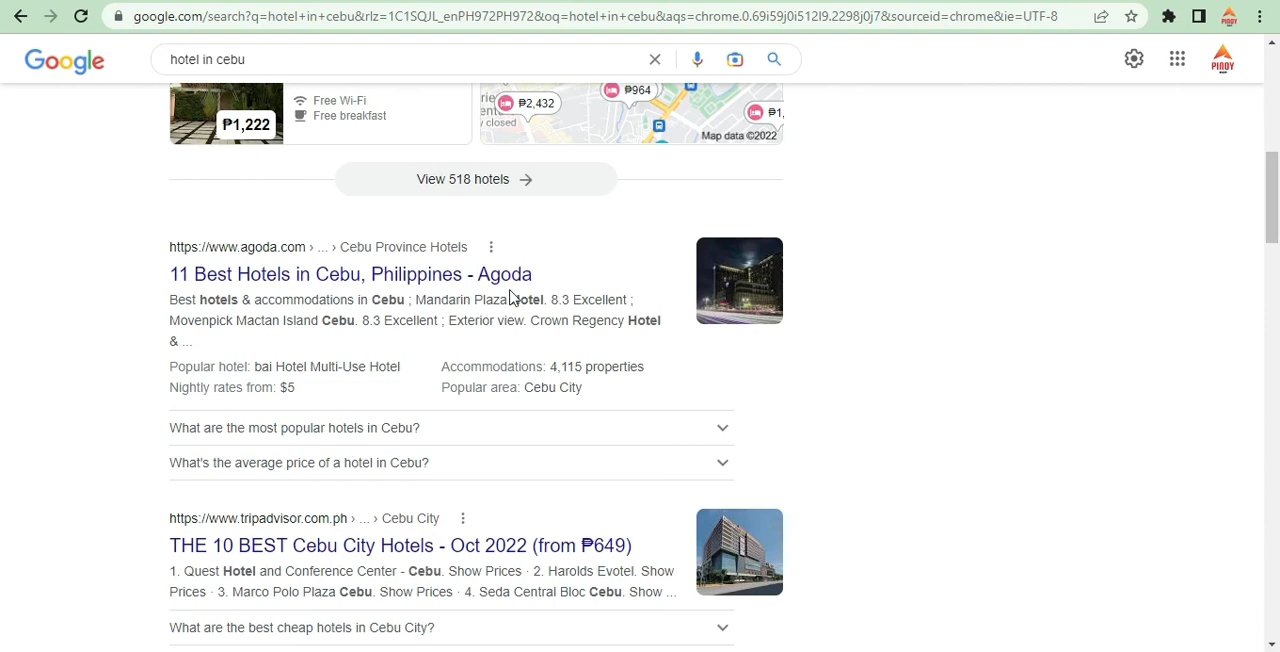 google.com/search?q=hotel+in+cebu&rlz=1C1SQJL_enPH972PH972&oq=hotel+in+cebu&aqs=chrome.0.69i59j0i512l9.2298j0j7&sourceid=chrome&ie=UTF-8
Google
hotel in cebu
PINOY
₱1,222
Free Wi-Fi
Free breakfast
₱2,432
₱964
₱1,
closed
Map data ©2022
View 518 hotels
https://www.agoda.com › ... › Cebu Province Hotels
11 Best Hotels in Cebu, Philippines - Agoda
Best hotels & accommodations in Cebu ; Mandarin Plaza Hotel. 8.3 Excellent ;
Movenpick Mactan Island Cebu. 8.3 Excellent ; Exterior view. Crown Regency Hotel
& ...
Popular hotel: bai Hotel Multi-Use Hotel
Accommodations: 4,115 properties
Nightly rates from: $5
Popular area: Cebu City
What are the most popular hotels in Cebu?
What's the average price of a hotel in Cebu?
https://www.tripadvisor.com.ph › ... › Cebu City
THE 10 BEST Cebu City Hotels - Oct 2022 (from ₱649)
1. Quest Hotel and Conference Center - Cebu. Show Prices · 2. Harolds Evotel. Show
Prices · 3. Marco Polo Plaza Cebu. Show Prices · 4. Seda Central Bloc Cebu. Show ...
What are the best cheap hotels in Cebu City?